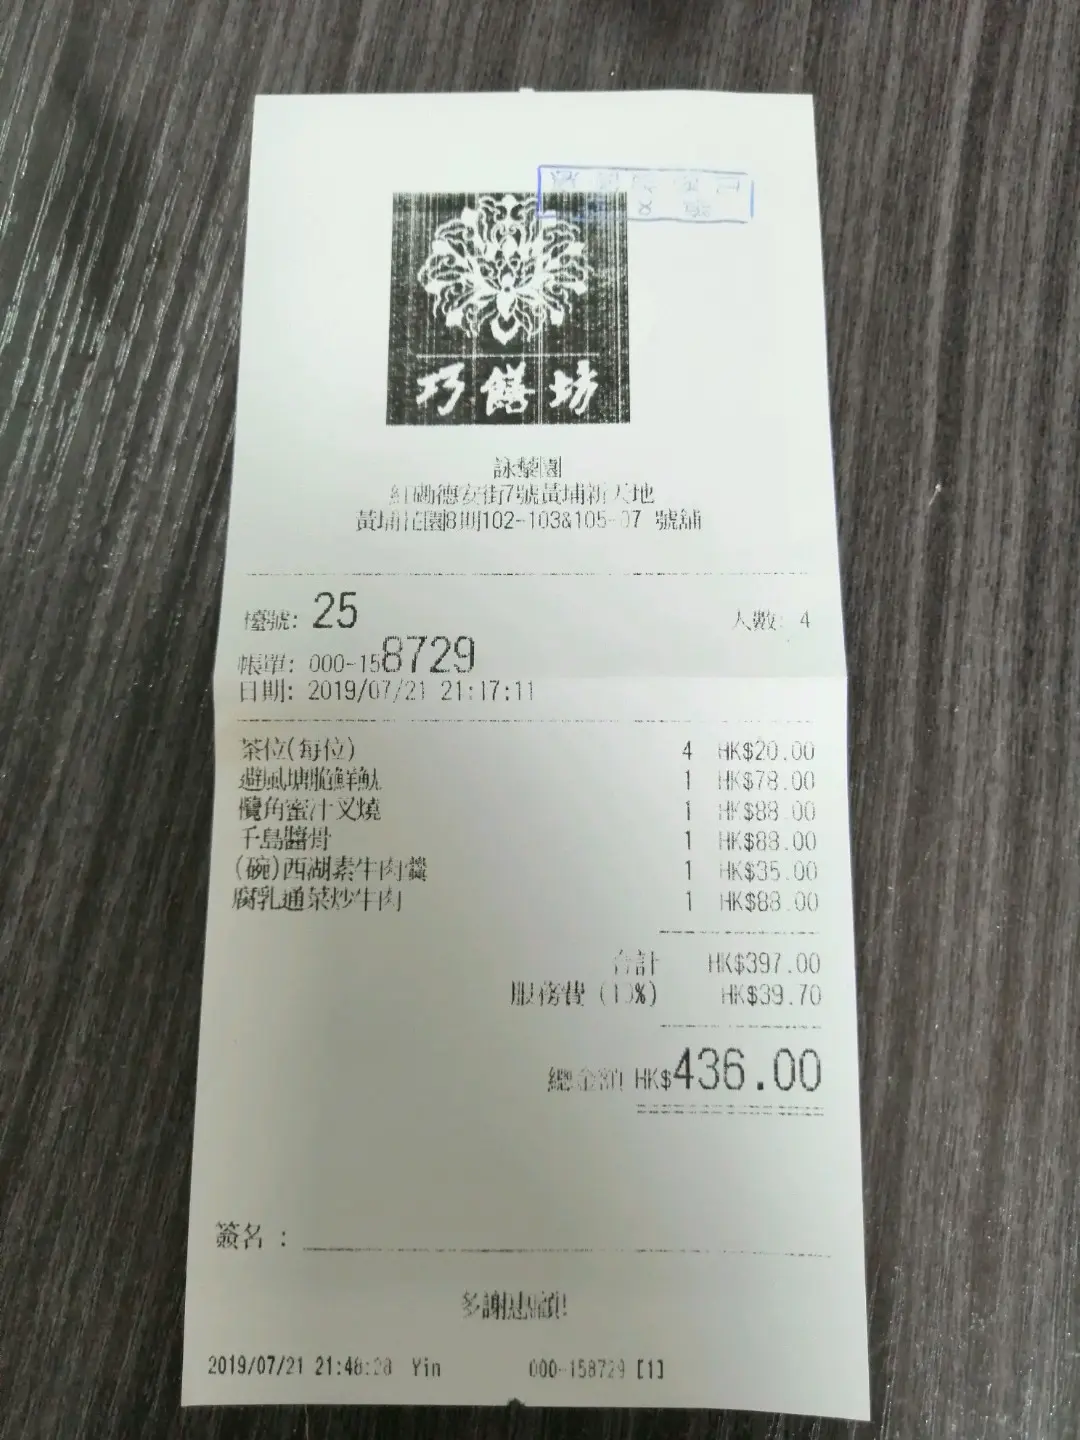 巧饍坊
詠藜園
紅磡德安街7號黃埔新天地
黃埔花園8期102-103&105-07 號舖
檯號: 25 人數: 4
帳單: 000-158729
日期: 2019/07/21 21:17:11
茶位(每位) 4 HK$20.00
避風塘脆鮮魷 1 HK$78.00
欖角蜜汁叉燒 1 HK$88.00
千島醬骨 1 HK$88.00
(碗)西湖素牛肉羹 1 HK$35.00
腐乳通菜炒牛肉 1 HK$88.00
合計 HK$397.00
服務費 (10%) HK$39.70
總金額 HK$436.00
簽名 :
多謝惠顧!
2019/07/21 21:48:28 Yin 000-158729 [1]